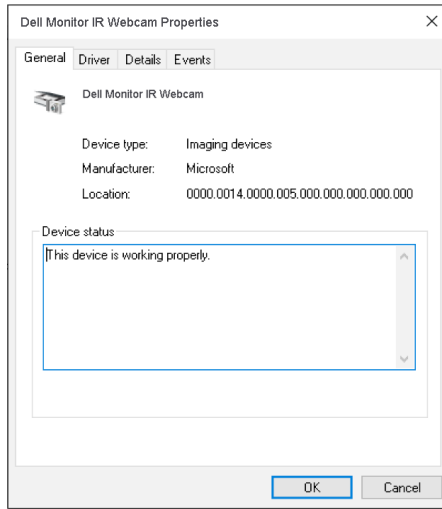 Dell Monitor IR Webcam Properties
General Driver Details Events
Dell Monitor IR Webcam
Device type: Imaging devices
Manufacturer: Microsoft
Location: 0000.0014.0000.005.000.000.000.000.000
Device status
This device is working properly.
OK Cancel